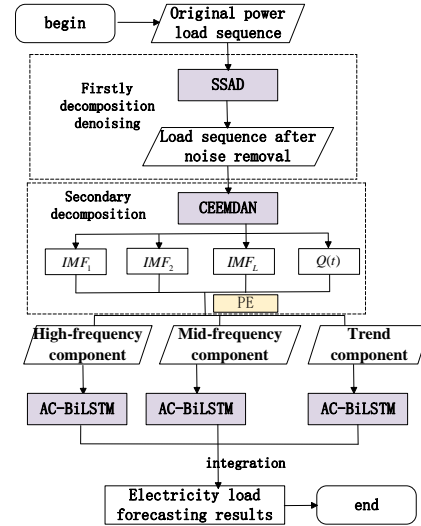 begin
Original power
load sequence
Firstly
decomposition
denoising
SSAD
Load sequence after
noise removal
Secondary
decomposition
CEEMDAN
IMF₁
IMF₂
IMF_L
Q(t)
PE
High-frequency
component
Mid-frequency
component
Trend
component
AC-BiLSTM
AC-BiLSTM
AC-BiLSTM
integration
Electricity load
forecasting results
end